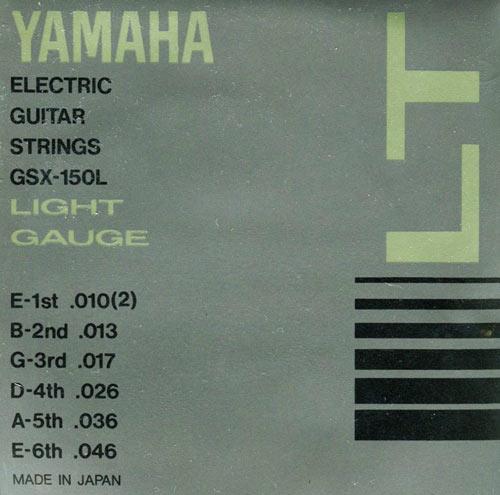 YAMAHA
ELECTRIC
GUITAR
STRINGS
GSX-150L
LIGHT
GAUGE
E-1st .010(2)
B-2nd .013
G-3rd .017
D-4th .026
A-5th .036
E-6th .046
MADE IN JAPAN